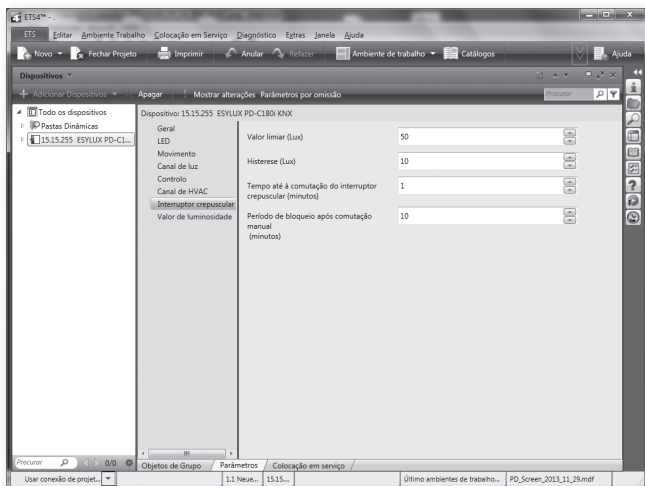 ETS4™ - .
ETS Editar Ambiente Trabalho Colocação em Serviço Diagnóstico Extras Janela Ajuda
Novo Fechar Projeto Imprimir Anular Refazer Ambiente de trabalho Catálogos Ajuda
Dispositivos
Adicionar Dispositivos Apagar Mostrar alterações Parâmetros por omissão Procurar
Todo os dispositivos
Pastas Dinâmicas
15.15.255 ESYLUX PD-C1...
Dispositivo: 15.15.255 ESYLUX PD-C180i KNX
Geral
LED
Movimento
Canal de luz
Controlo
Canal de HVAC
Interruptor crepuscular
Valor de luminosidade
Valor limiar (Lux) 50
Histerese (Lux) 10
Tempo até à comutação do interruptor
crepuscular (minutos) 1
Período de bloqueio após comutação
manual
(minutos) 10
Procurar 0/0
Objetos de Grupo Parâmetros Colocação em serviço
Usar conexão de projet... 1.1 Neue... 15.15.... Último ambientes de trabalho... PD_Screen_2013_11_29.mdf